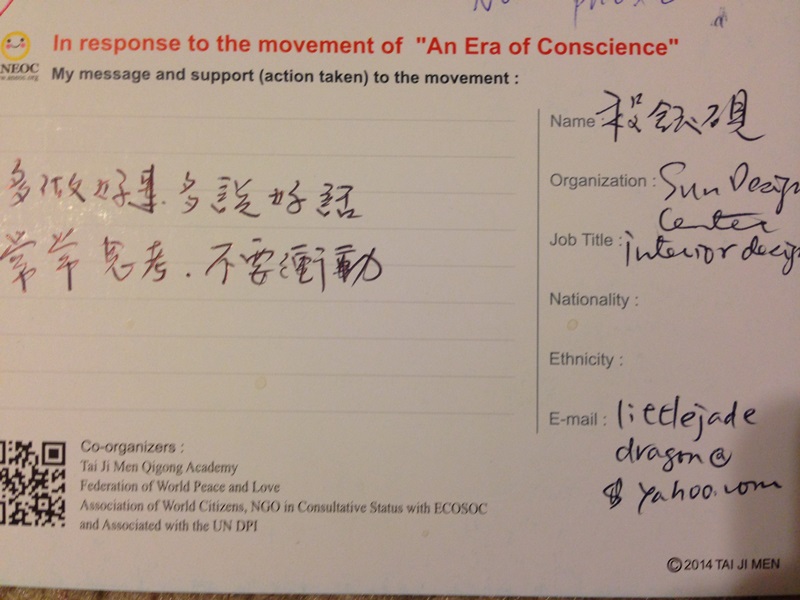 No phone
ANEOC
In response to the movement of "An Era of Conscience"
My message and support (action taken) to the movement :
多做好事.多說好話
常常思考.不要衝動
Name :
Organization : Sun Design
Center
Job Title : interior design
Nationality :
Ethnicity :
E-mail : littlejade
dragon@
yahoo.com
Co-organizers :
Tai Ji Men Qigong Academy
Federation of World Peace and Love
Association of World Citizens, NGO in Consultative Status with ECOSOC
and Associated with the UN DPI
©2014 TAI JI MEN